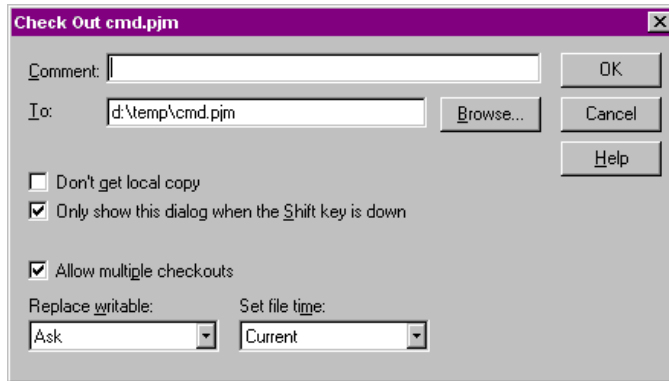 Check Out cmd.pjm
Comment:
OK
To: d:\temp\cmd.pjm Browse... Cancel
Help
Don't get local copy
Only show this dialog when the Shift key is down
Allow multiple checkouts
Replace writable: Set file time:
Ask Current